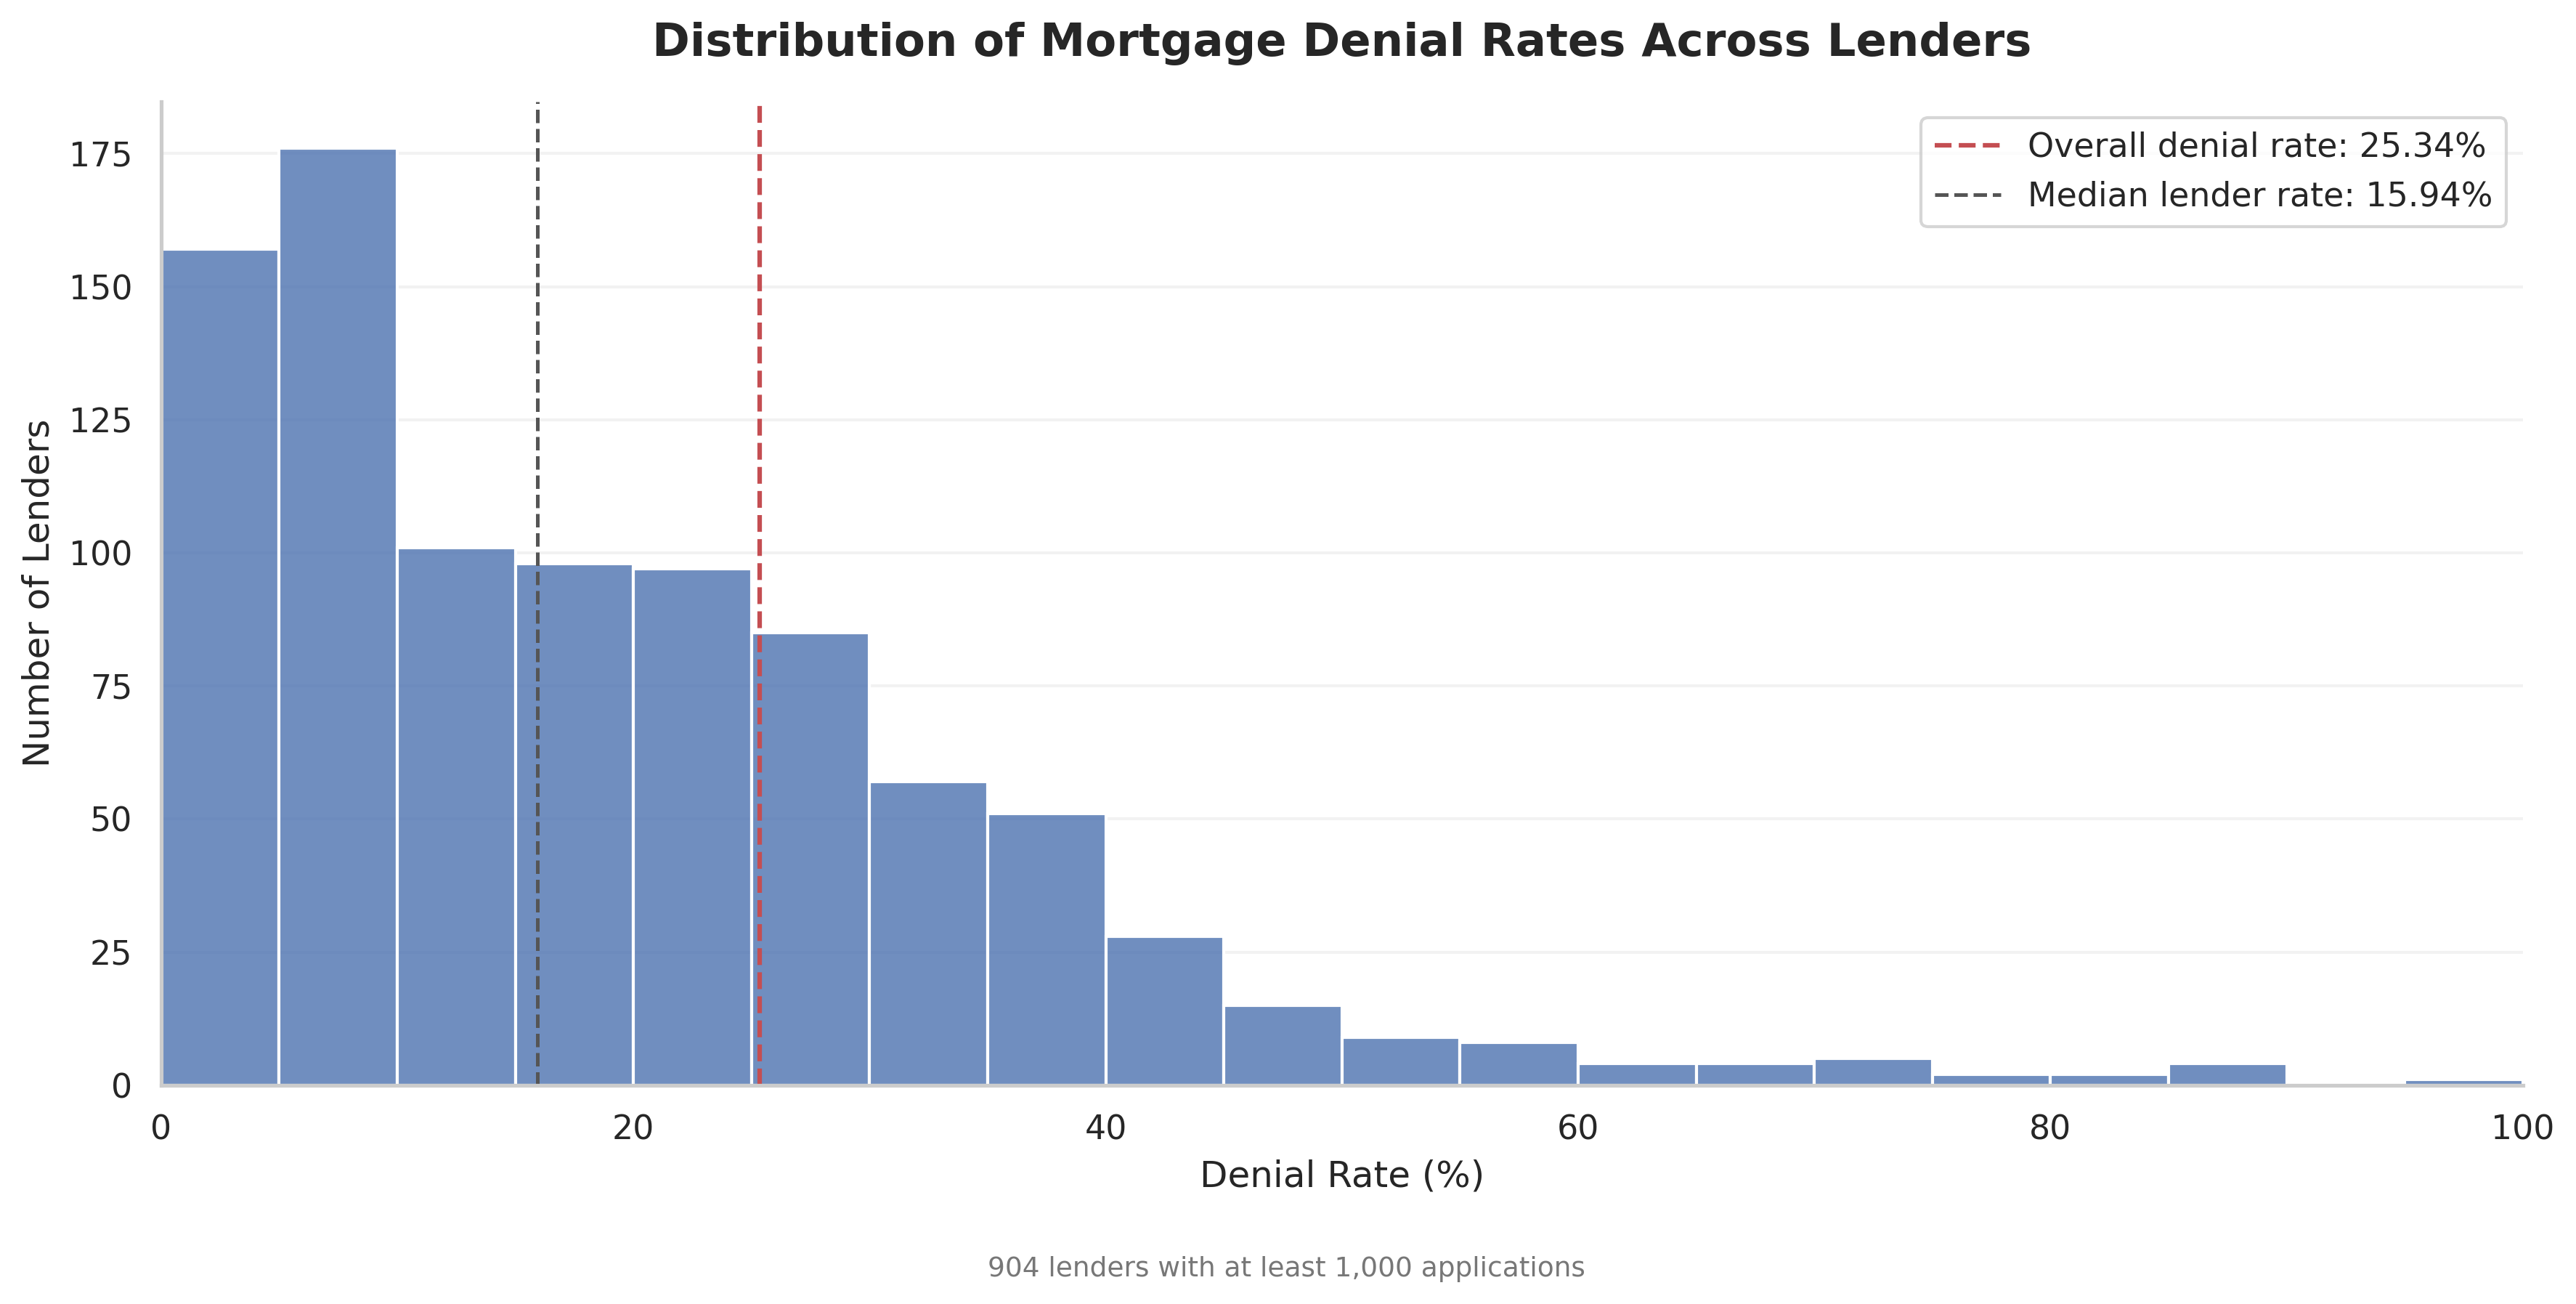 Distribution of Mortgage Denial Rates Across Lenders
Overall denial rate: 25.34%
Median lender rate: 15.94%
175
150
125
100
75
50
25
0
Number of Lenders
0 20 40 60 80 100
Denial Rate (%)
904 lenders with at least 1,000 applications